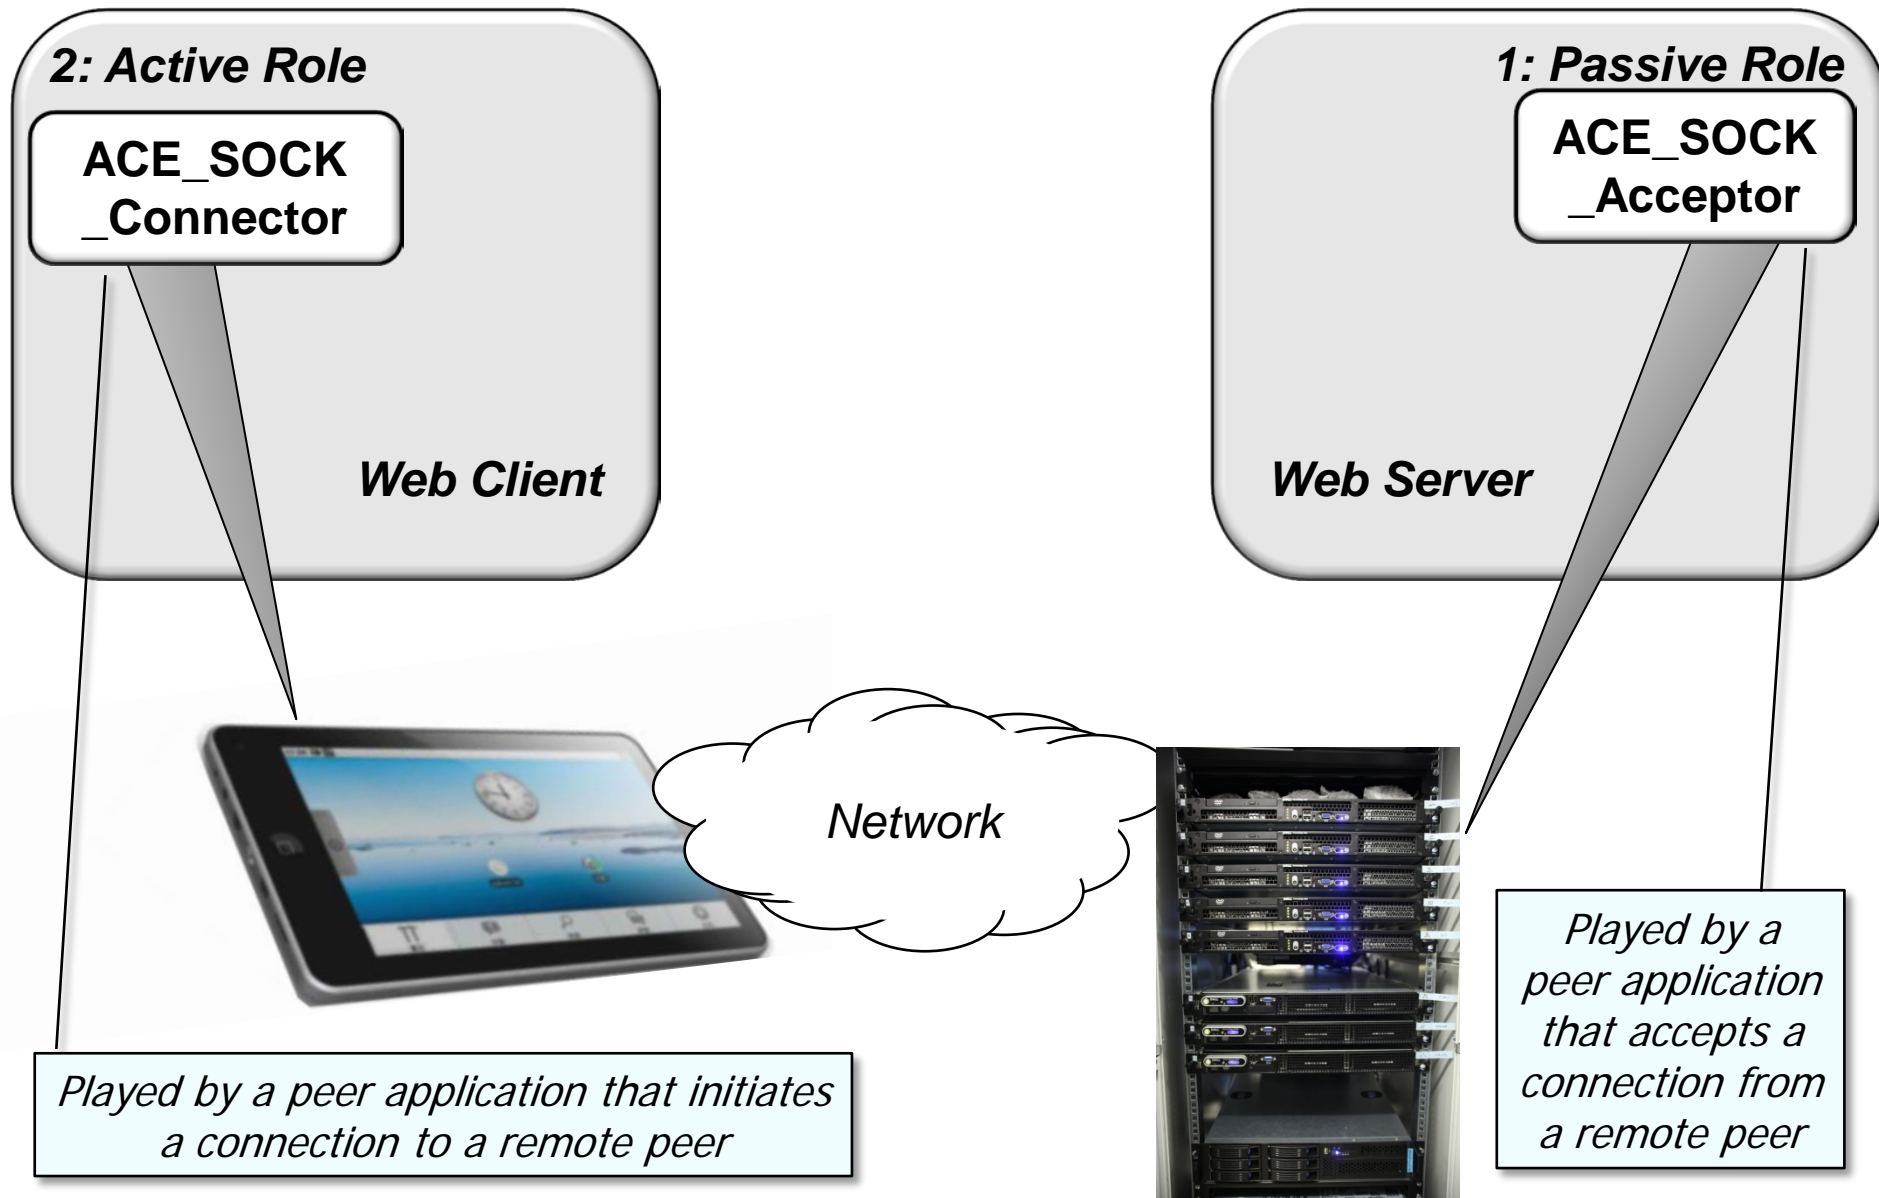 2: Active Role
ACE_SOCK
_Connector
Web Client
1: Passive Role
ACE_SOCK
_Acceptor
Web Server
Network
Played by a peer application that initiates
a connection to a remote peer
Played by a
peer application
that accepts a
connection from
a remote peer